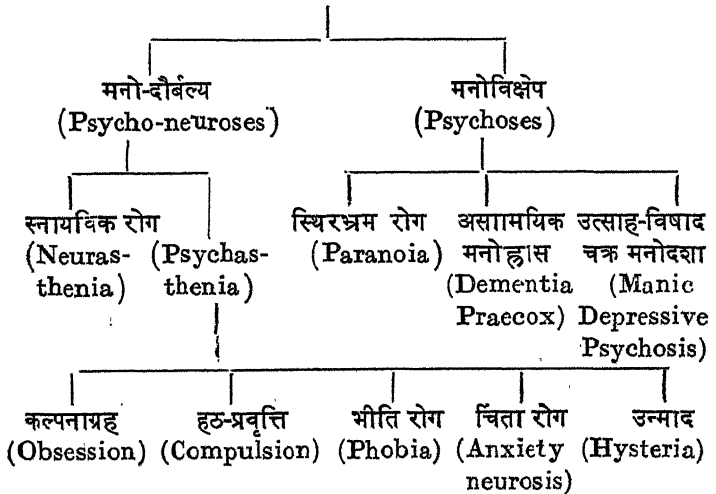 मनो-दौर्बल्य मनोविक्षेप
(Psycho-neuroses) (Psychoses)
स्नायविक रोग स्थिरभ्रम रोग असाामयिक उत्साह-विषाद
(Neuras- (Psychas- (Paranoia) मनोह्रास चक्र मनोदशा
thenia) thenia) (Dementia (Manic
Praecox) Depressive
Psychosis)
कल्पनाग्रह हठ-प्रवृत्ति भीति रोग चिंता रोग उन्माद
(Obsession) (Compulsion) (Phobia) (Anxiety (Hysteria)
neurosis)